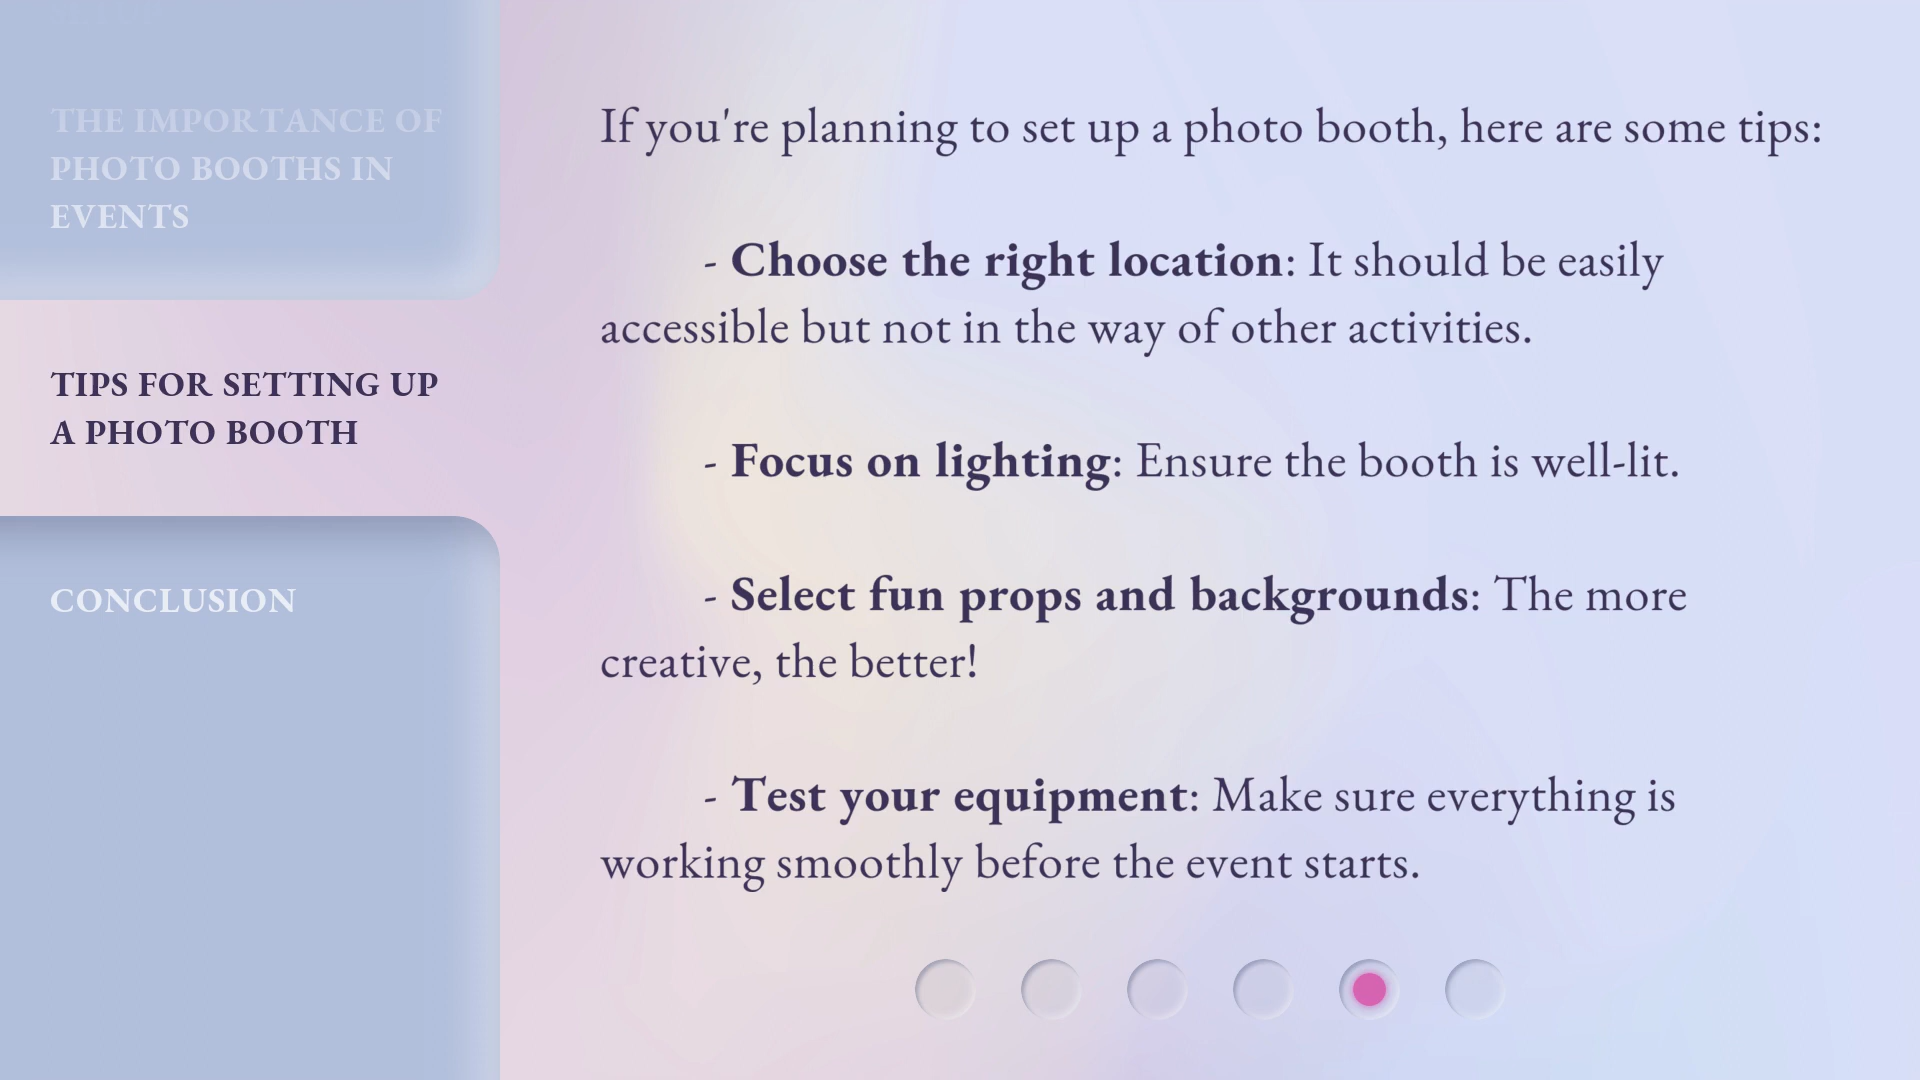 THE IMPORTANCE OF
PHOTO BOOTHS IN
EVENTS
TIPS FOR SETTING UP
A PHOTO BOOTH
CONCLUSION
If you're planning to set up a photo booth, here are some tips:
- Choose the right location: It should be easily
accessible but not in the way of other activities.
- Focus on lighting: Ensure the booth is well-lit.
- Select fun props and backgrounds: The more
creative, the better!
- Test your equipment: Make sure everything is
working smoothly before the event starts.